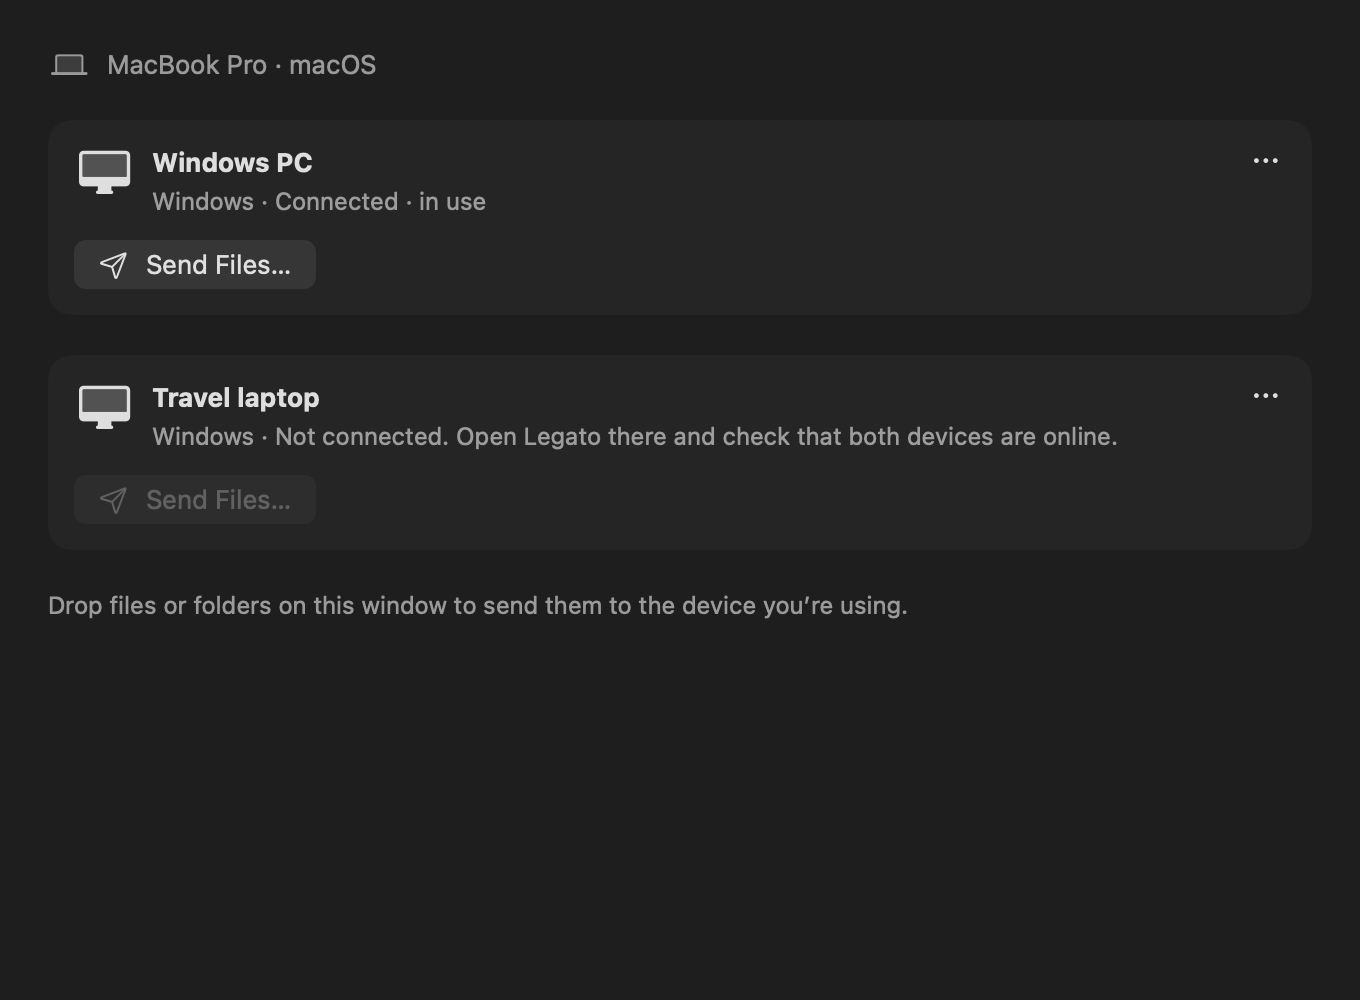 MacBook Pro · macOS
Windows PC
Windows · Connected · in use
Send Files...
Travel laptop
Windows · Not connected. Open Legato there and check that both devices are online.
Send Files...
Drop files or folders on this window to send them to the device you’re using.